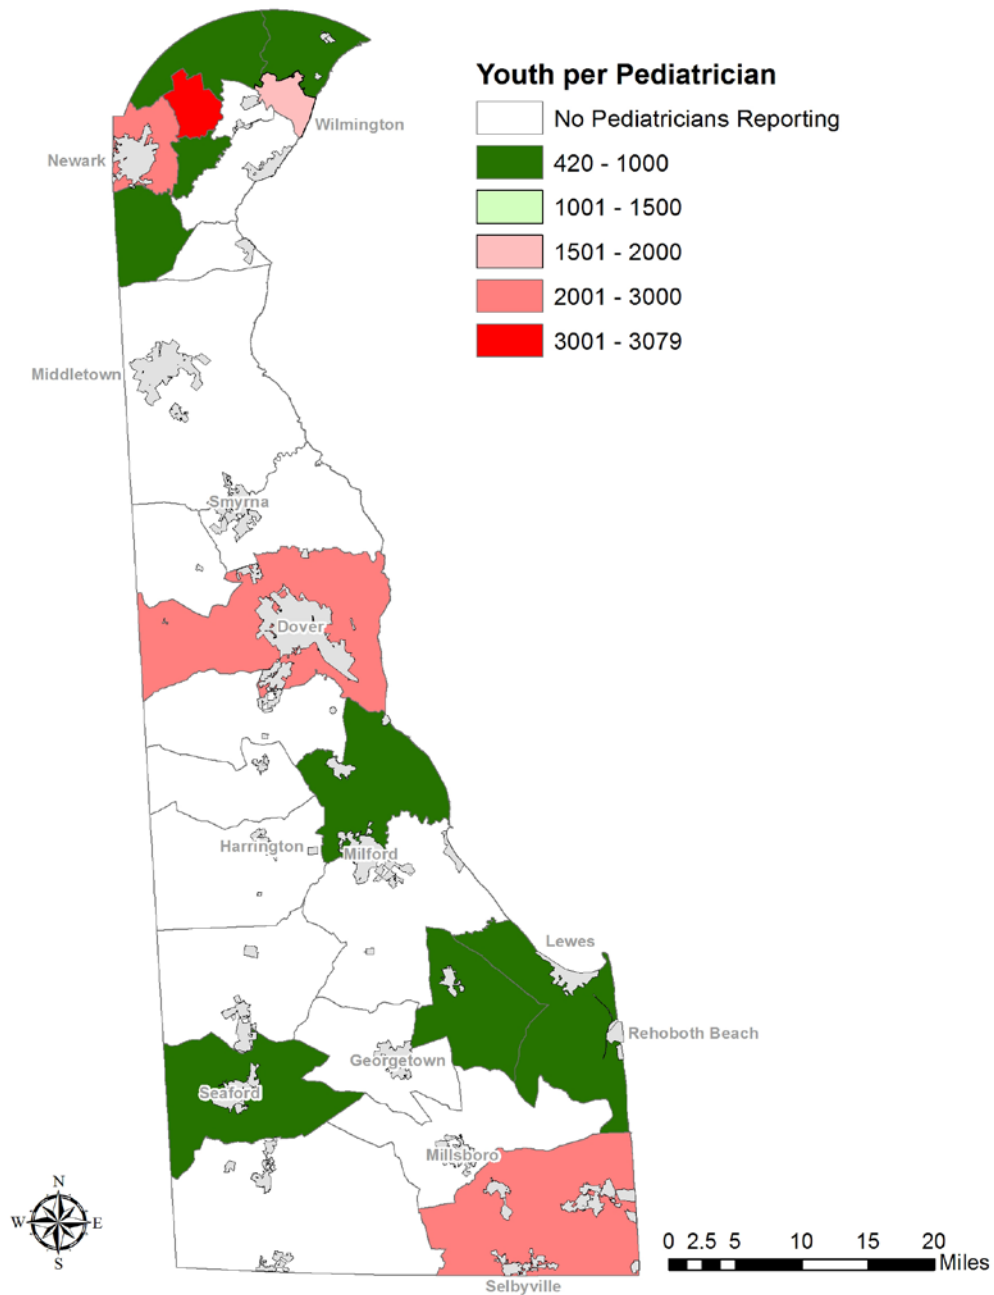 Youth per Pediatrician
No Pediatricians Reporting
420 - 1000
1001 - 1500
1501 - 2000
2001 - 3000
3001 - 3079
Wilmington
Newark
Middletown
Smyrna
Dover
Harrington
Milford
Lewes
Rehoboth Beach
Georgetown
Seaford
Millsboro
Selbyville
N
W E
S
0 2.5 5 10 15 20
Miles